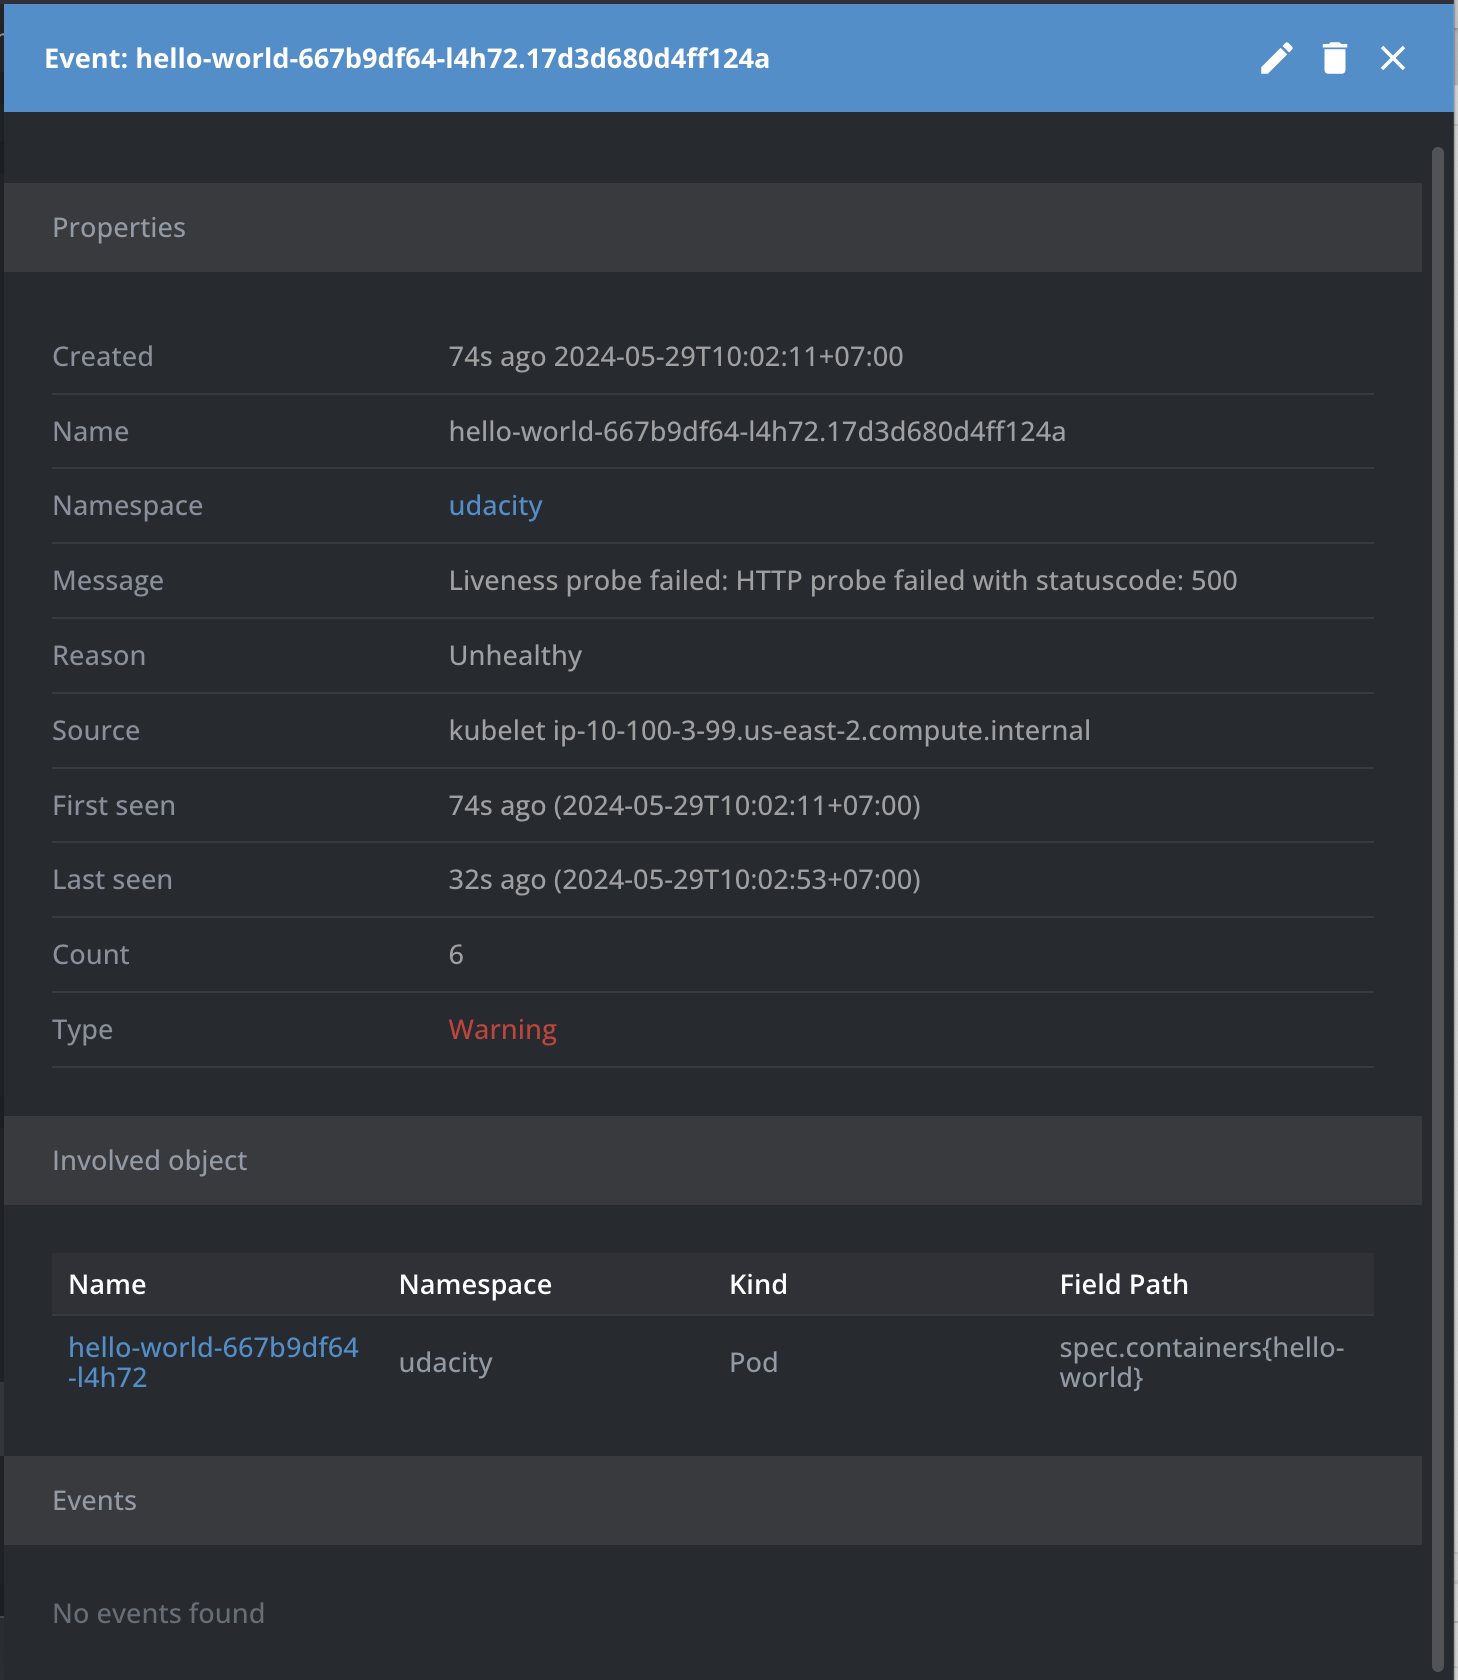 Event: hello-world-667b9df64-l4h72.17d3d680d4ff124a
Properties
Created 74s ago 2024-05-29T10:02:11+07:00
Name hello-world-667b9df64-l4h72.17d3d680d4ff124a
Namespace udacity
Message Liveness probe failed: HTTP probe failed with statuscode: 500
Reason Unhealthy
Source kubelet ip-10-100-3-99.us-east-2.compute.internal
First seen 74s ago (2024-05-29T10:02:11+07:00)
Last seen 32s ago (2024-05-29T10:02:53+07:00)
Count 6
Type Warning
Involved object
Name Namespace Kind Field Path
hello-world-667b9df64
-l4h72
udacity
Pod
spec.containers{hello-
world}
Events
No events found